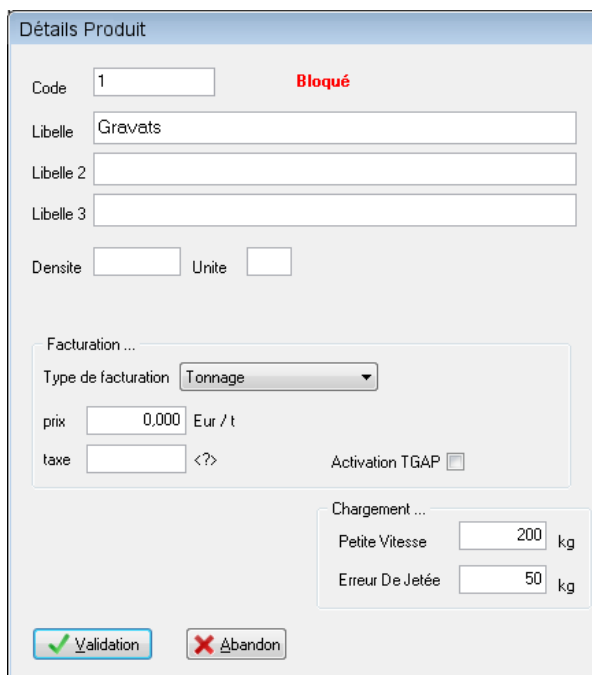 Détails Produit
Code 1 Bloqué
Libelle Gravats
Libelle 2
Libelle 3
Densite Unite
Facturation ...
Type de facturation Tonnage
prix 0,000 Eur / t
taxe <?> Activation TGAP
Chargement ...
Petite Vitesse 200 kg
Erreur De Jetée 50 kg
Validation Abandon